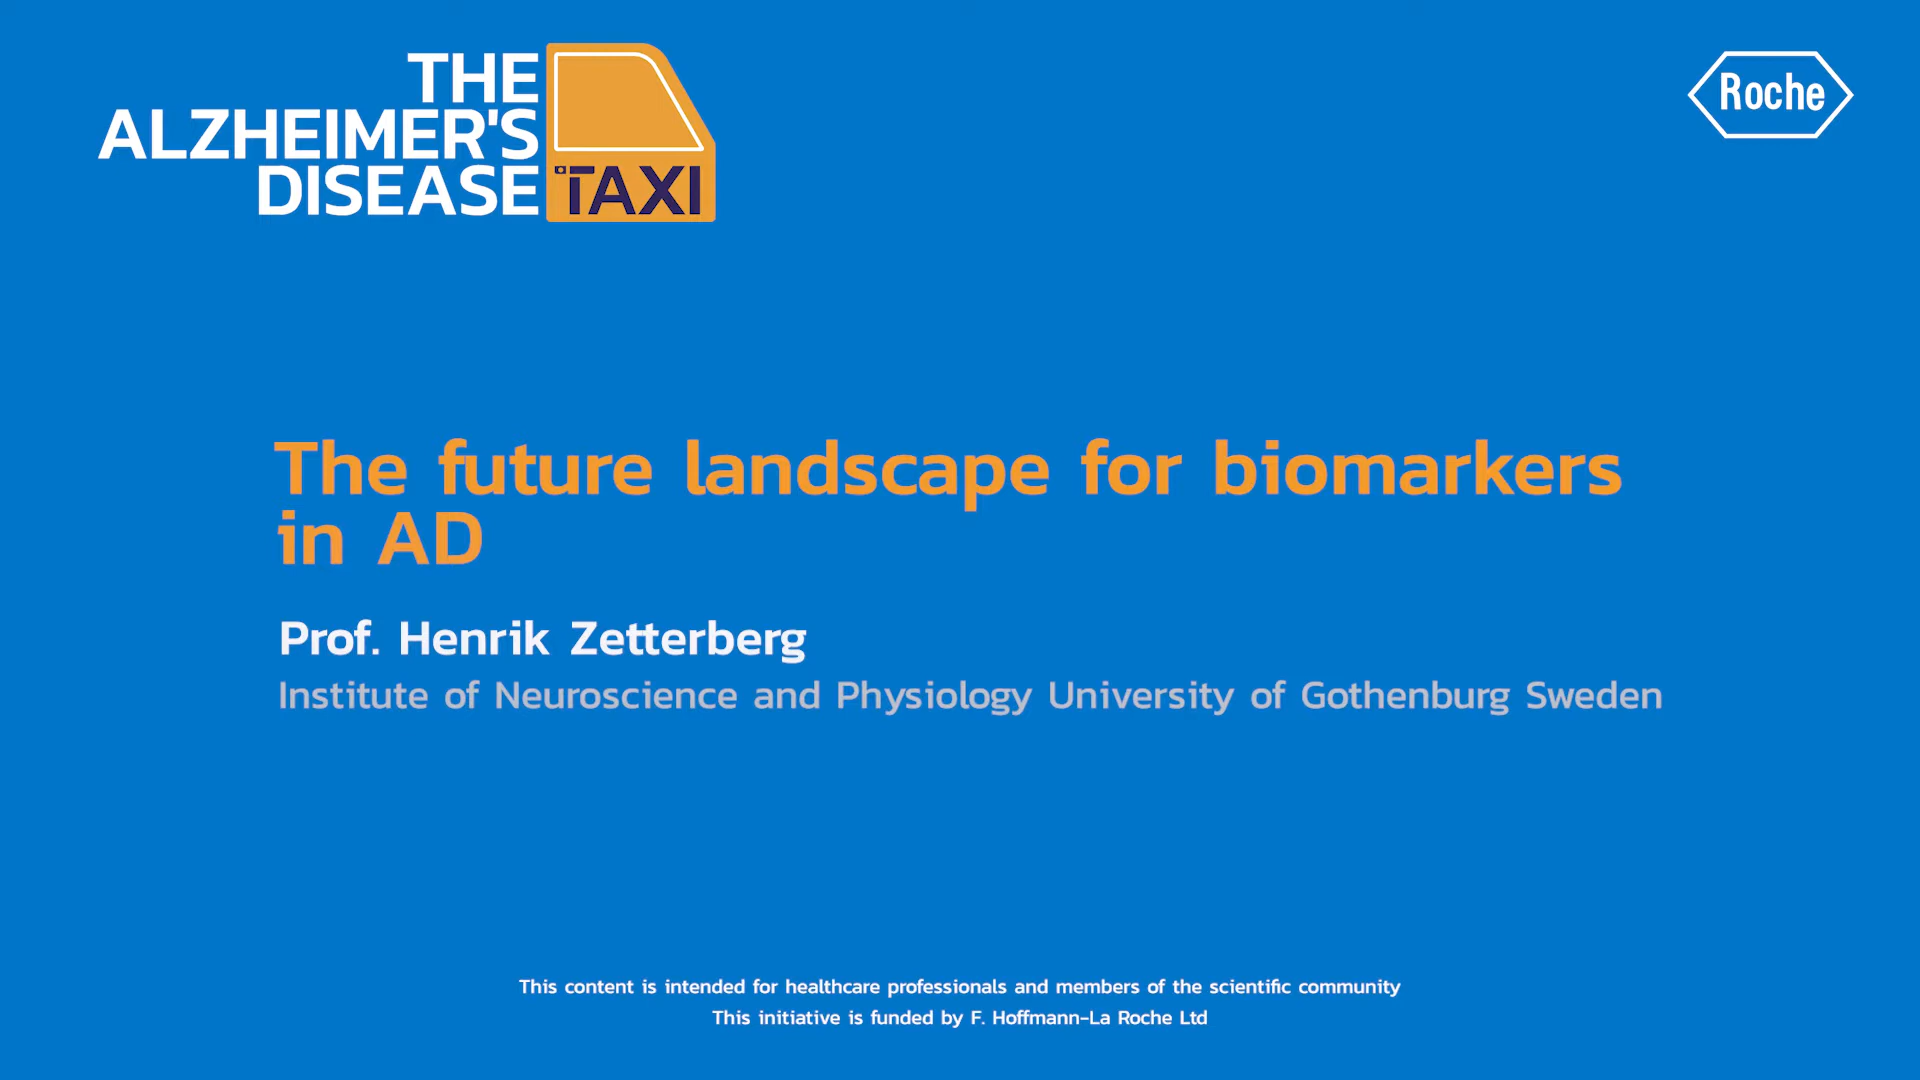 THE
ALZHEIMER'S
DISEASE TAXI
Roche
The future landscape for biomarkers
in AD
Prof. Henrik Zetterberg
Institute of Neuroscience and Physiology University of Gothenburg Sweden
This content is intended for healthcare professionals and members of the scientific community
This initiative is funded by F. Hoffmann-La Roche Ltd